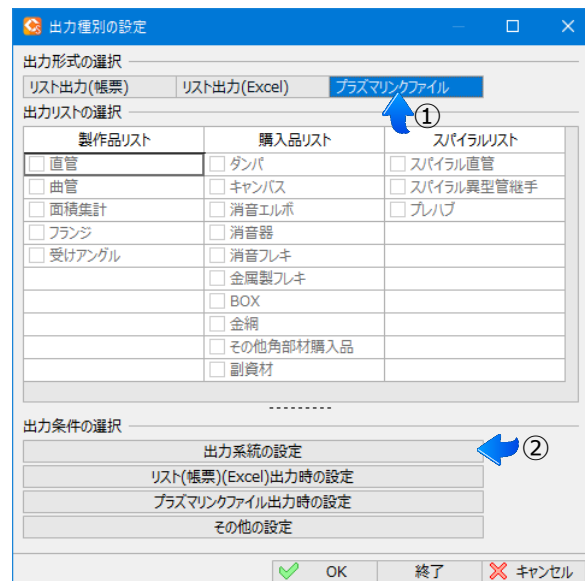 出力種別の設定
出力形式の選択
リスト出力(帳票) リスト出力(Excel) プラズマリンクファイル
①
出力リストの選択
製作品リスト 購入品リスト スパイラルリスト
直管 ダンパ スパイラル直管
曲管 キャンバス スパイラル異型管継手
面積集計 消音エルボ プレハブ
フランジ 消音器
受けアングル 消音フレキ
金属製フレキ
BOX
金網
その他角部材購入品
副資材
出力条件の選択
出力系統の設定 ②
リスト(帳票)(Excel)出力時の設定
プラズマリンクファイル出力時の設定
その他の設定
OK 終了 キャンセル